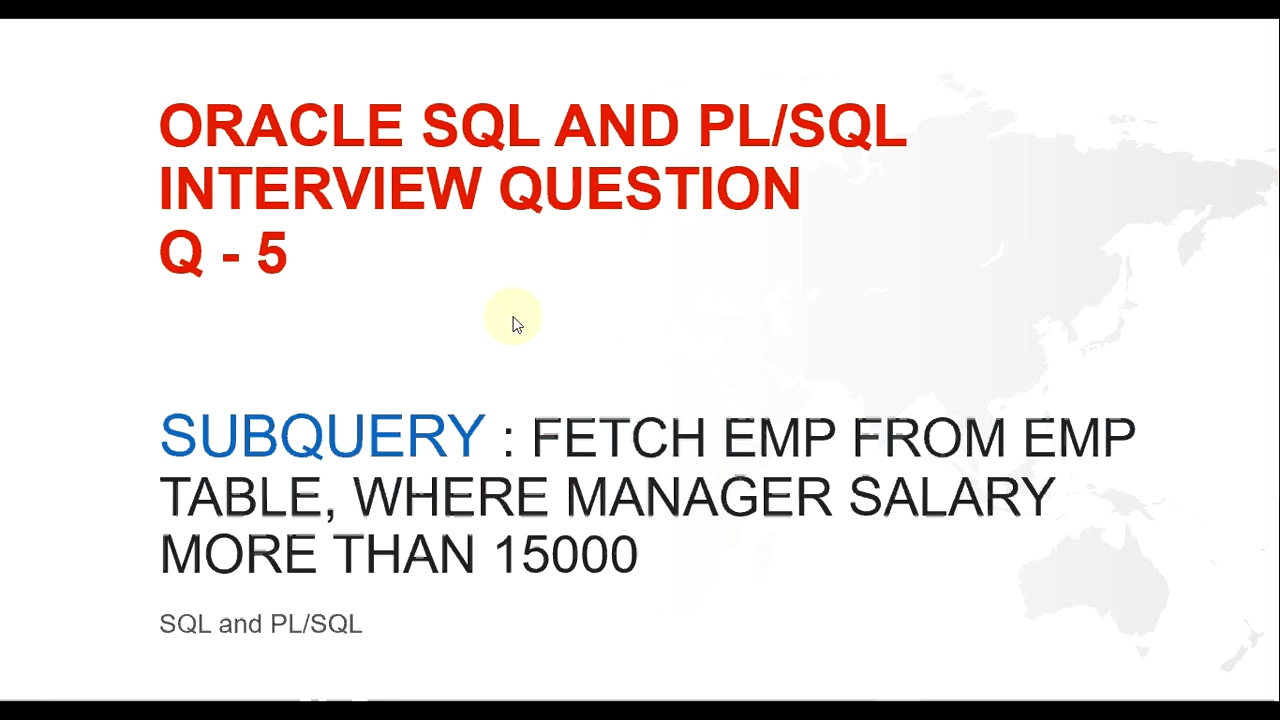 ORACLE SQL AND PL/SQL
INTERVIEW QUESTION
Q - 5
SUBQUERY : FETCH EMP FROM EMP
TABLE, WHERE MANAGER SALARY
MORE THAN 15000
SQL and PL/SQL